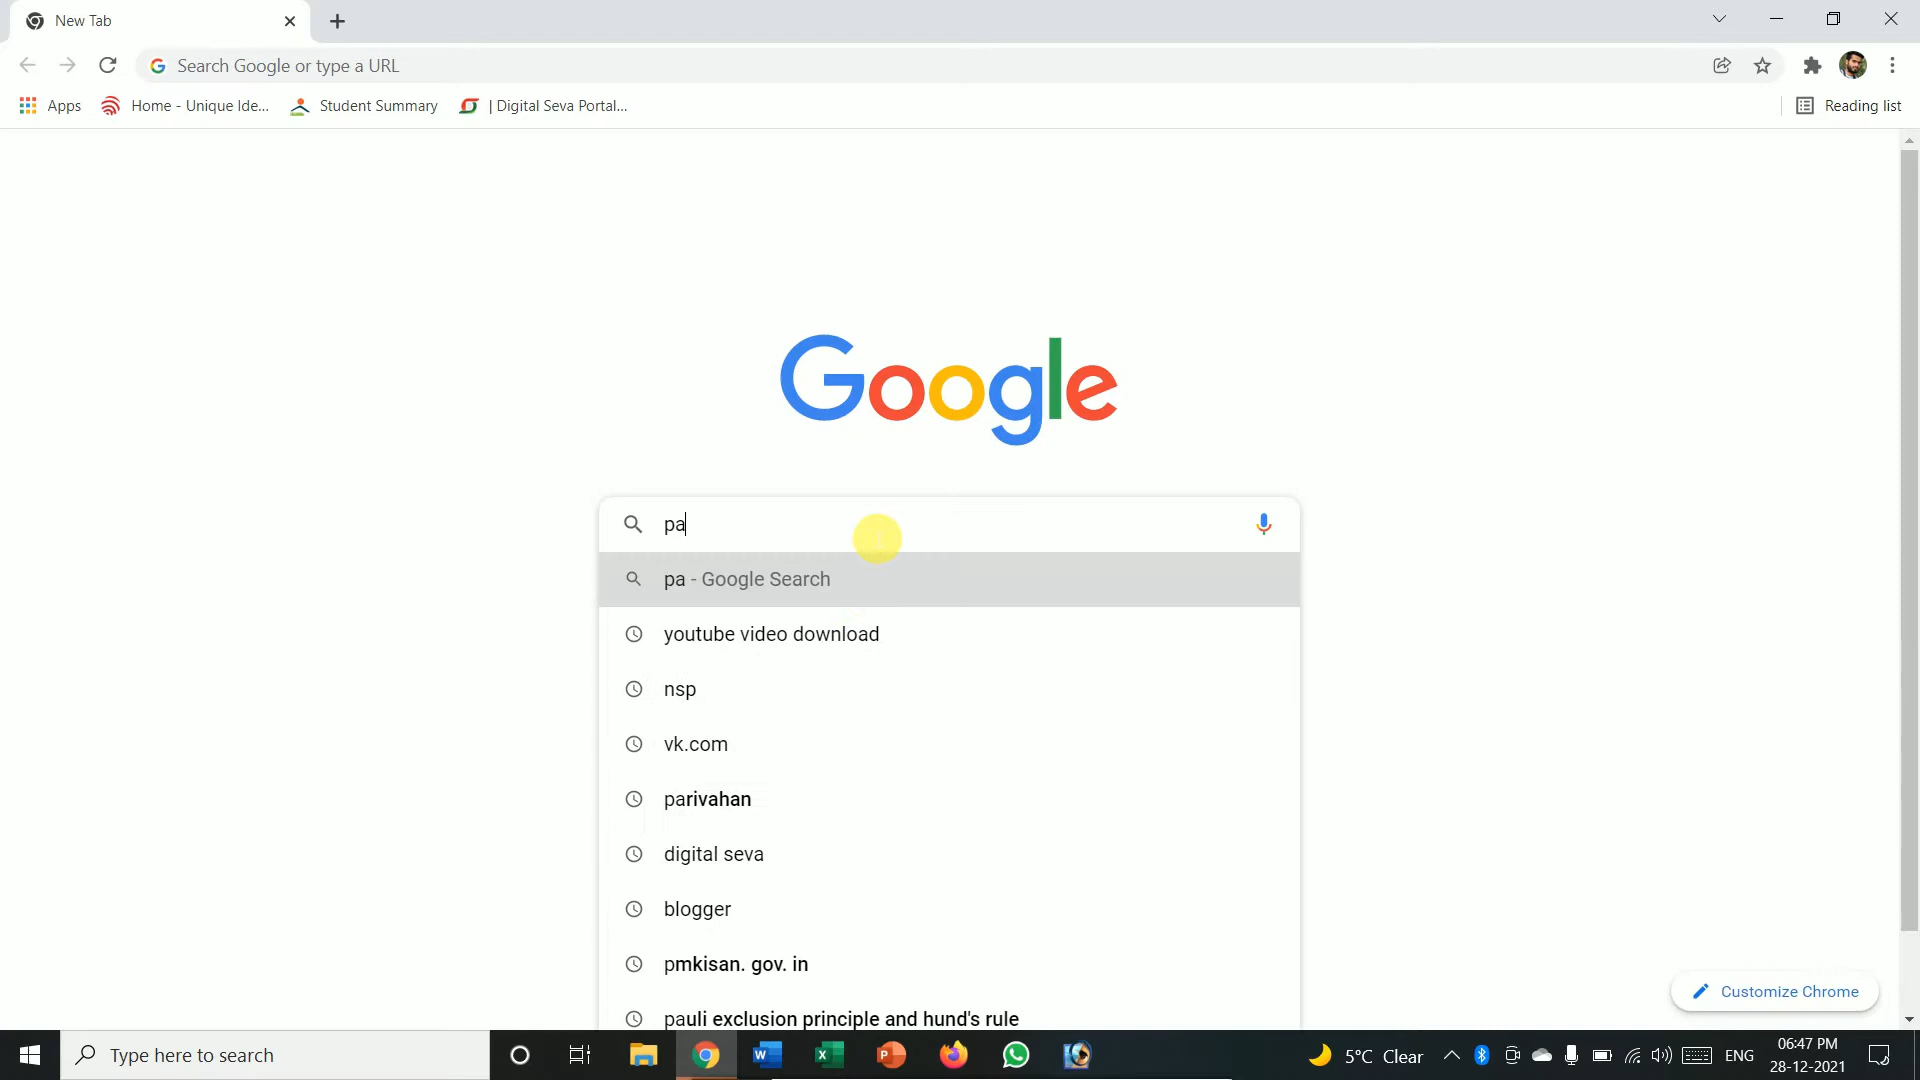 New Tab
Search Google or type a URL
Apps
Home - Unique Ide...
Student Summary
| Digital Seva Portal...
Reading list
Google
pa
pa - Google Search
youtube video download
nsp
vk.com
parivahan
digital seva
blogger
pmkisan. gov. in
pauli exclusion principle and hund's rule
Customize Chrome
Type here to search
5°C Clear
ENG
06:47 PM
28-12-2021